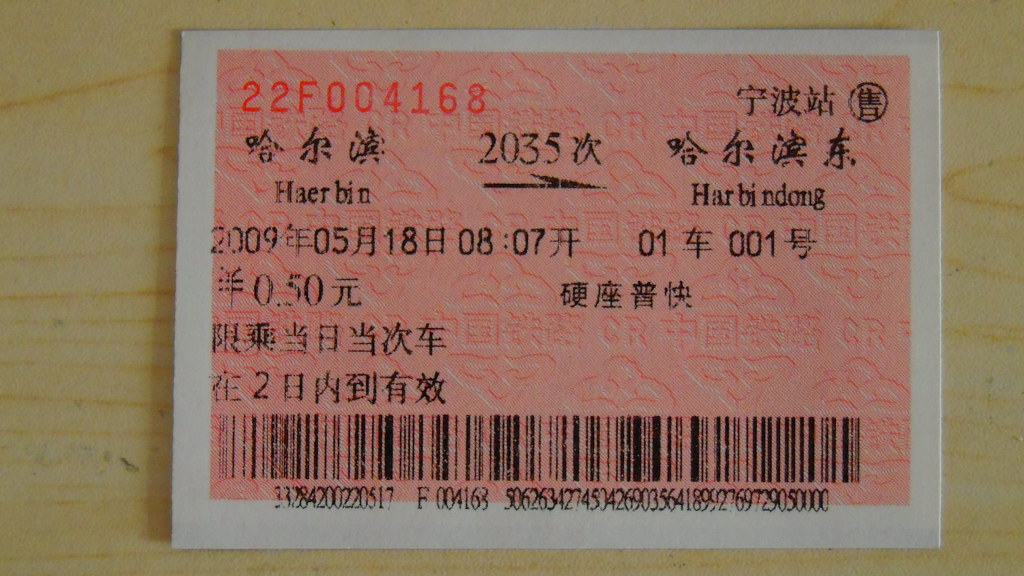 22F004168 宁波站 售
哈尔滨 2035次 哈尔滨东
Haerbin Harbindong
2009年05月18日08:07开 01车001号
半0.50元 硬座普快
限乘当日当次车
在2日内到有效
33284200220517 F 004168